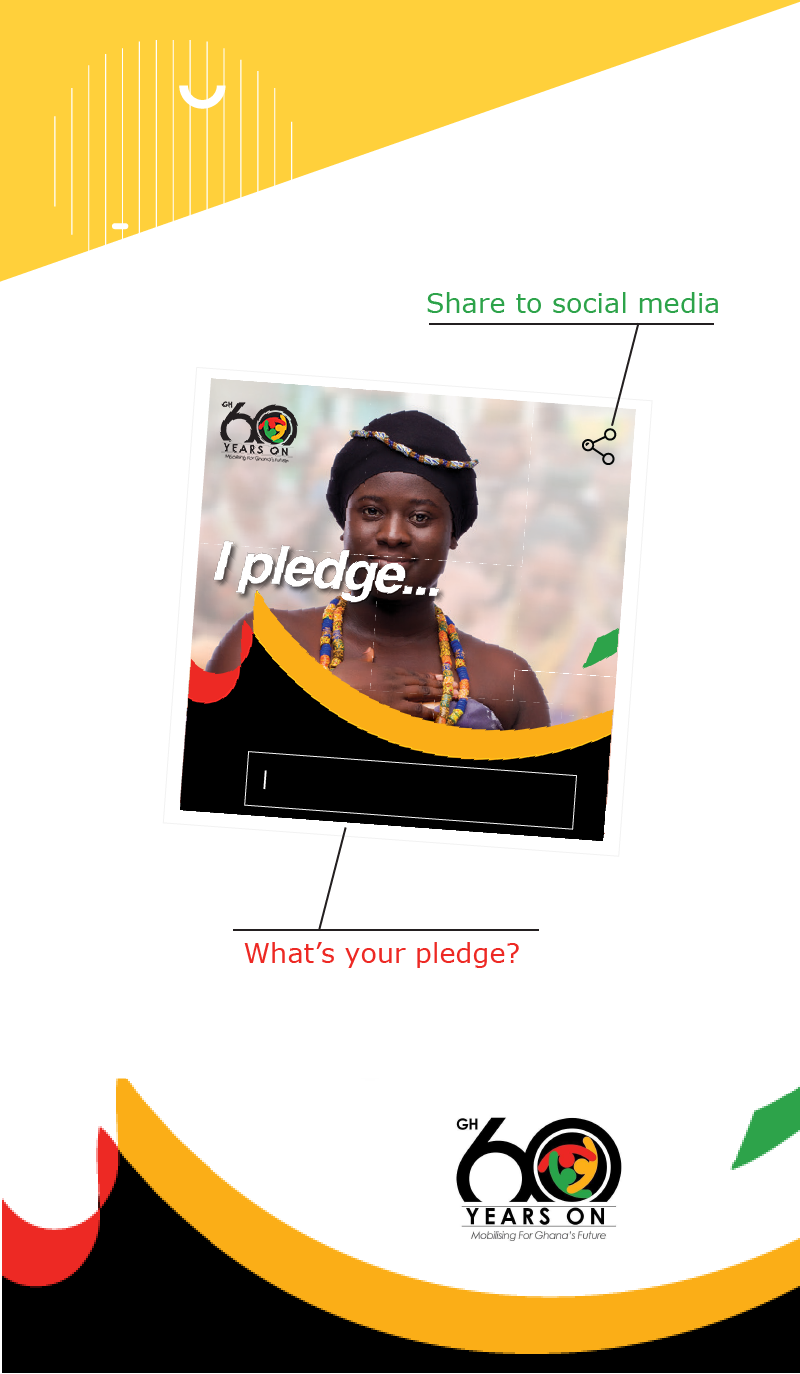 Share to social media
GH
60
YEARS ON
Mobilising For Ghana's Future
I pledge...
What’s your pledge?
GH
60
YEARS ON
Mobilising For Ghana's Future